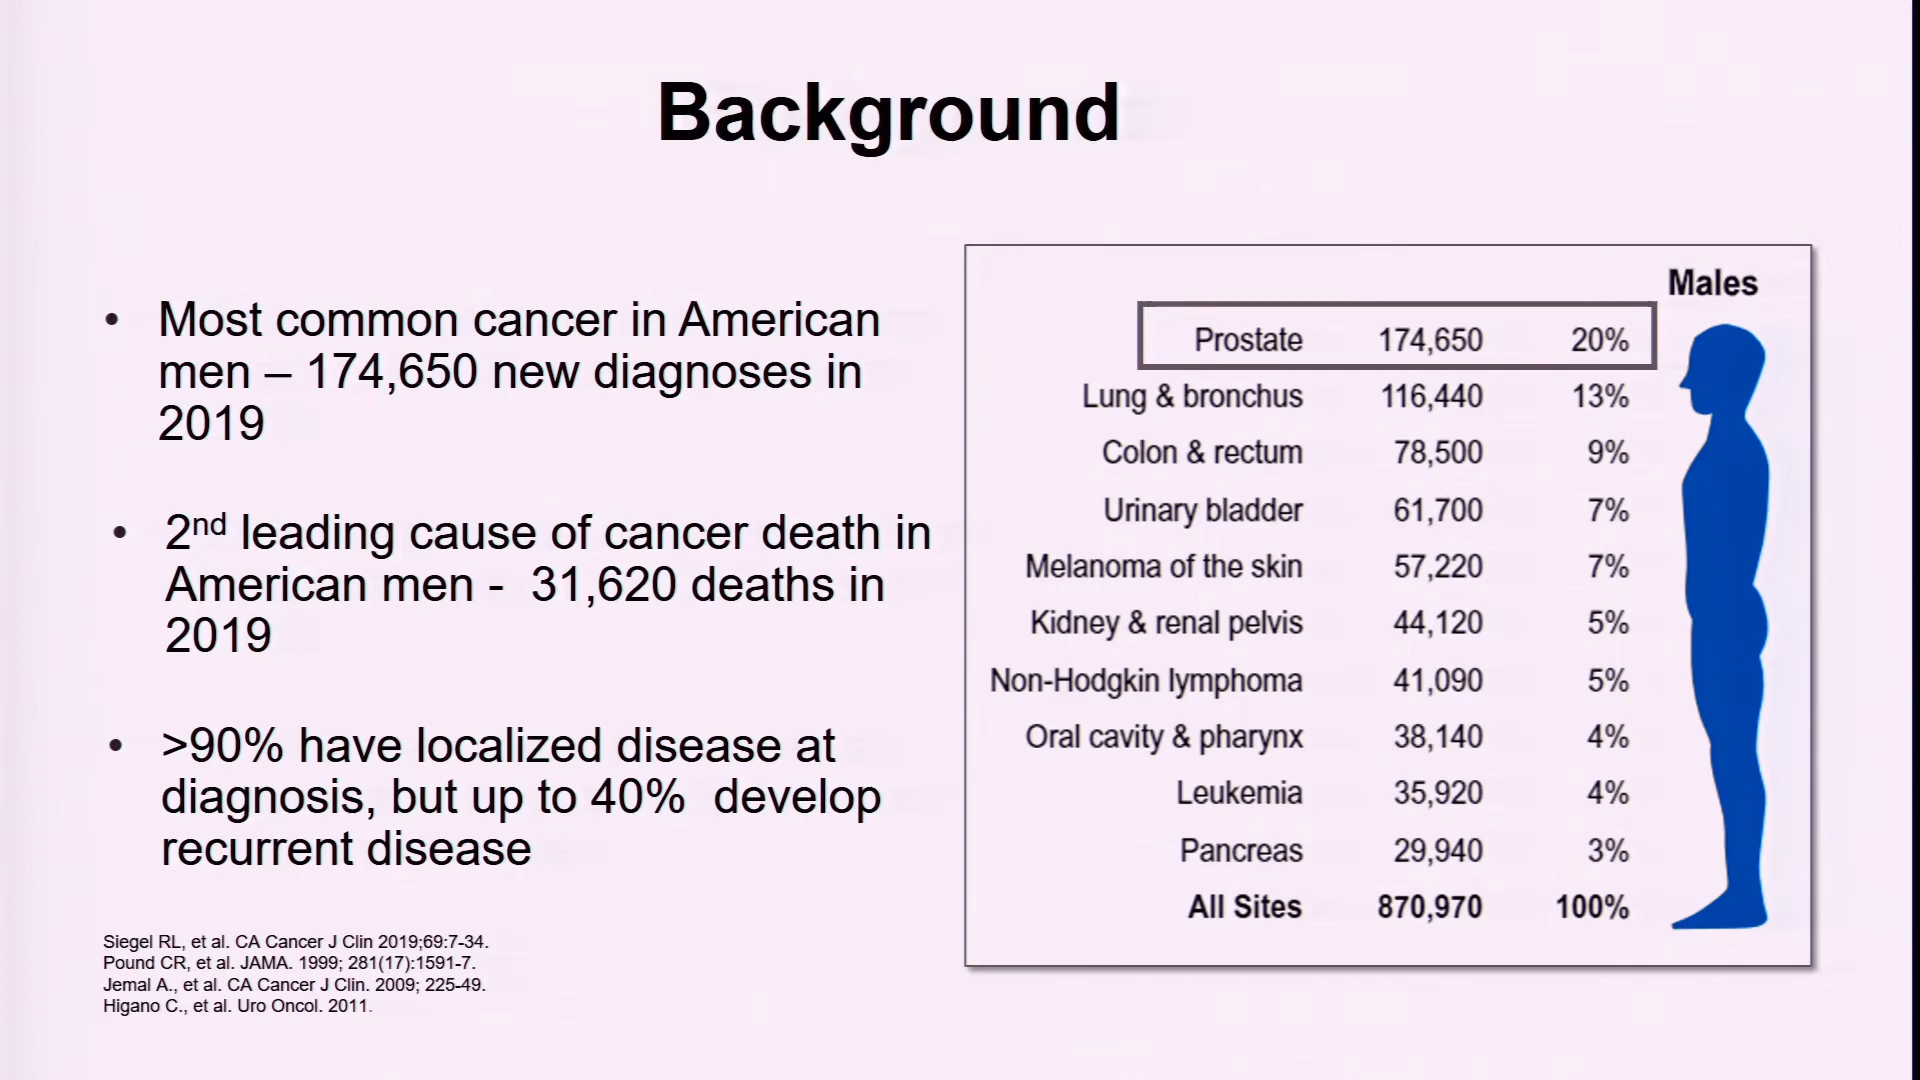 Background
• Most common cancer in American
men – 174,650 new diagnoses in
2019
• 2nd leading cause of cancer death in
American men - 31,620 deaths in
2019
• >90% have localized disease at
diagnosis, but up to 40% develop
recurrent disease
Siegel RL, et al. CA Cancer J Clin 2019;69:7-34.
Pound CR, et al. JAMA. 1999; 281(17):1591-7.
Jemal A., et al. CA Cancer J Clin. 2009; 225-49.
Higano C., et al. Uro Oncol. 2011.
Males
Prostate 174,650 20%
Lung & bronchus 116,440 13%
Colon & rectum 78,500 9%
Urinary bladder 61,700 7%
Melanoma of the skin 57,220 7%
Kidney & renal pelvis 44,120 5%
Non-Hodgkin lymphoma 41,090 5%
Oral cavity & pharynx 38,140 4%
Leukemia 35,920 4%
Pancreas 29,940 3%
All Sites 870,970 100%